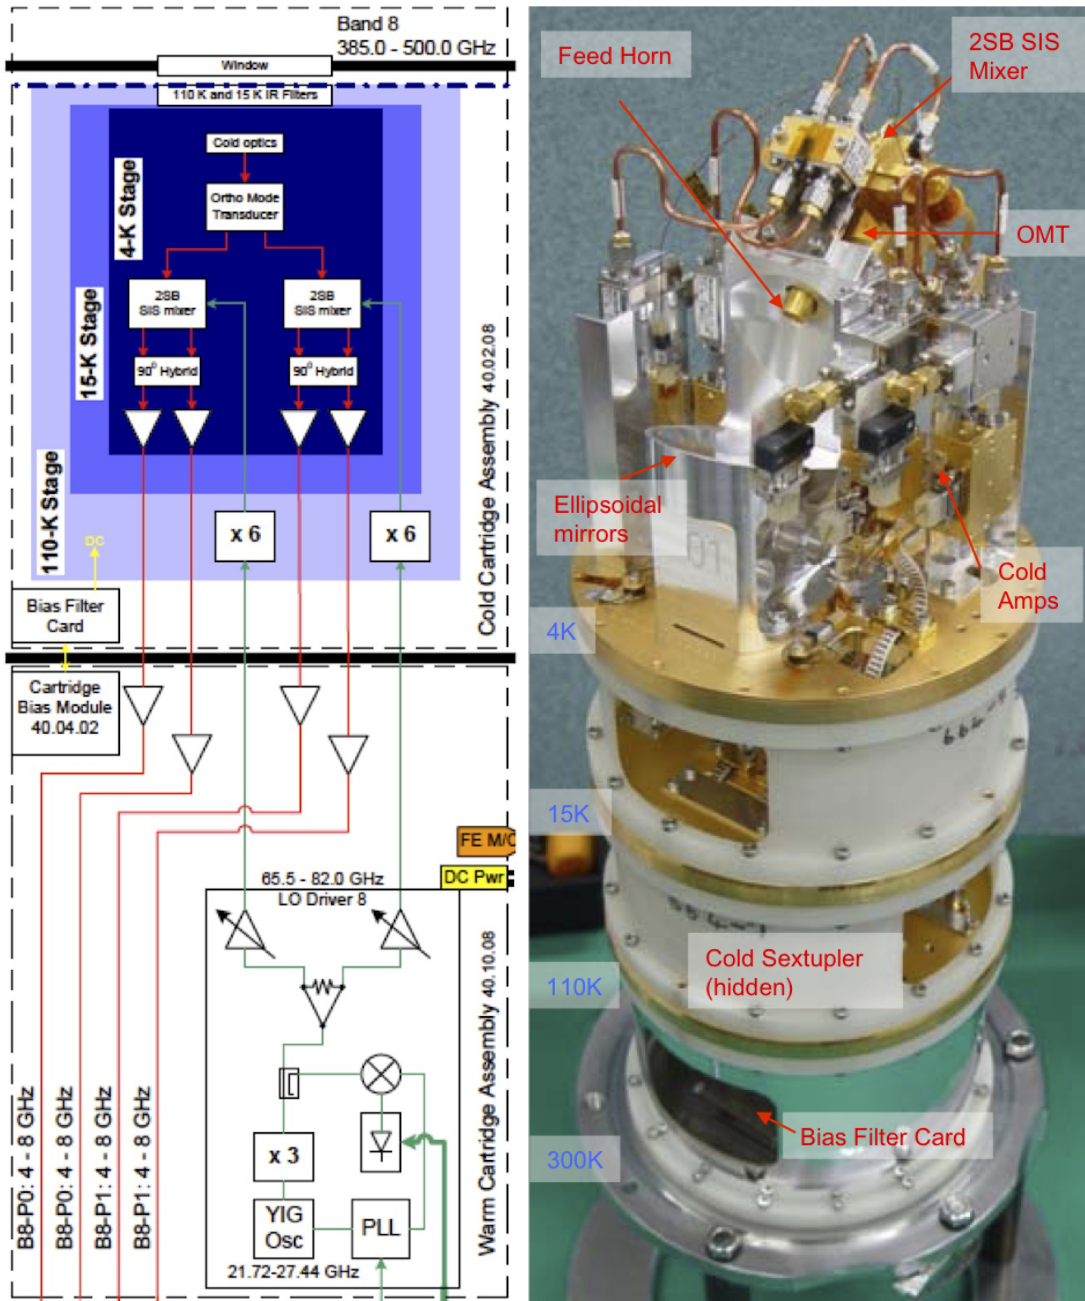 Band 8
385.0 - 500.0 GHz
Window
110 K and 15 K IR Filters
Cold optics
Ortho Mode
Transducer
4-K Stage
2SB
SIS mixer
2SB
SIS mixer
15-K Stage
90⁰ Hybrid
90⁰ Hybrid
110-K Stage
x 6
x 6
DC
Bias Filter
Card
Cold Cartridge Assembly 40.02.08
Cartridge
Bias Module
40.04.02
FE M/C
DC Pwr
65.5 - 82.0 GHz
LO Driver 8
x 3
YIG
Osc
PLL
21.72-27.44 GHz
B8-P0: 4 - 8 GHz
B8-P0: 4 - 8 GHz
B8-P1: 4 - 8 GHz
B8-P1: 4 - 8 GHz
Warm Cartridge Assembly 40.10.08
Feed Horn
2SB SIS
Mixer
OMT
Ellipsoidal
mirrors
01
Cold
Amps
4K
15K
110K
Cold Sextupler
(hidden)
Bias Filter Card
300K